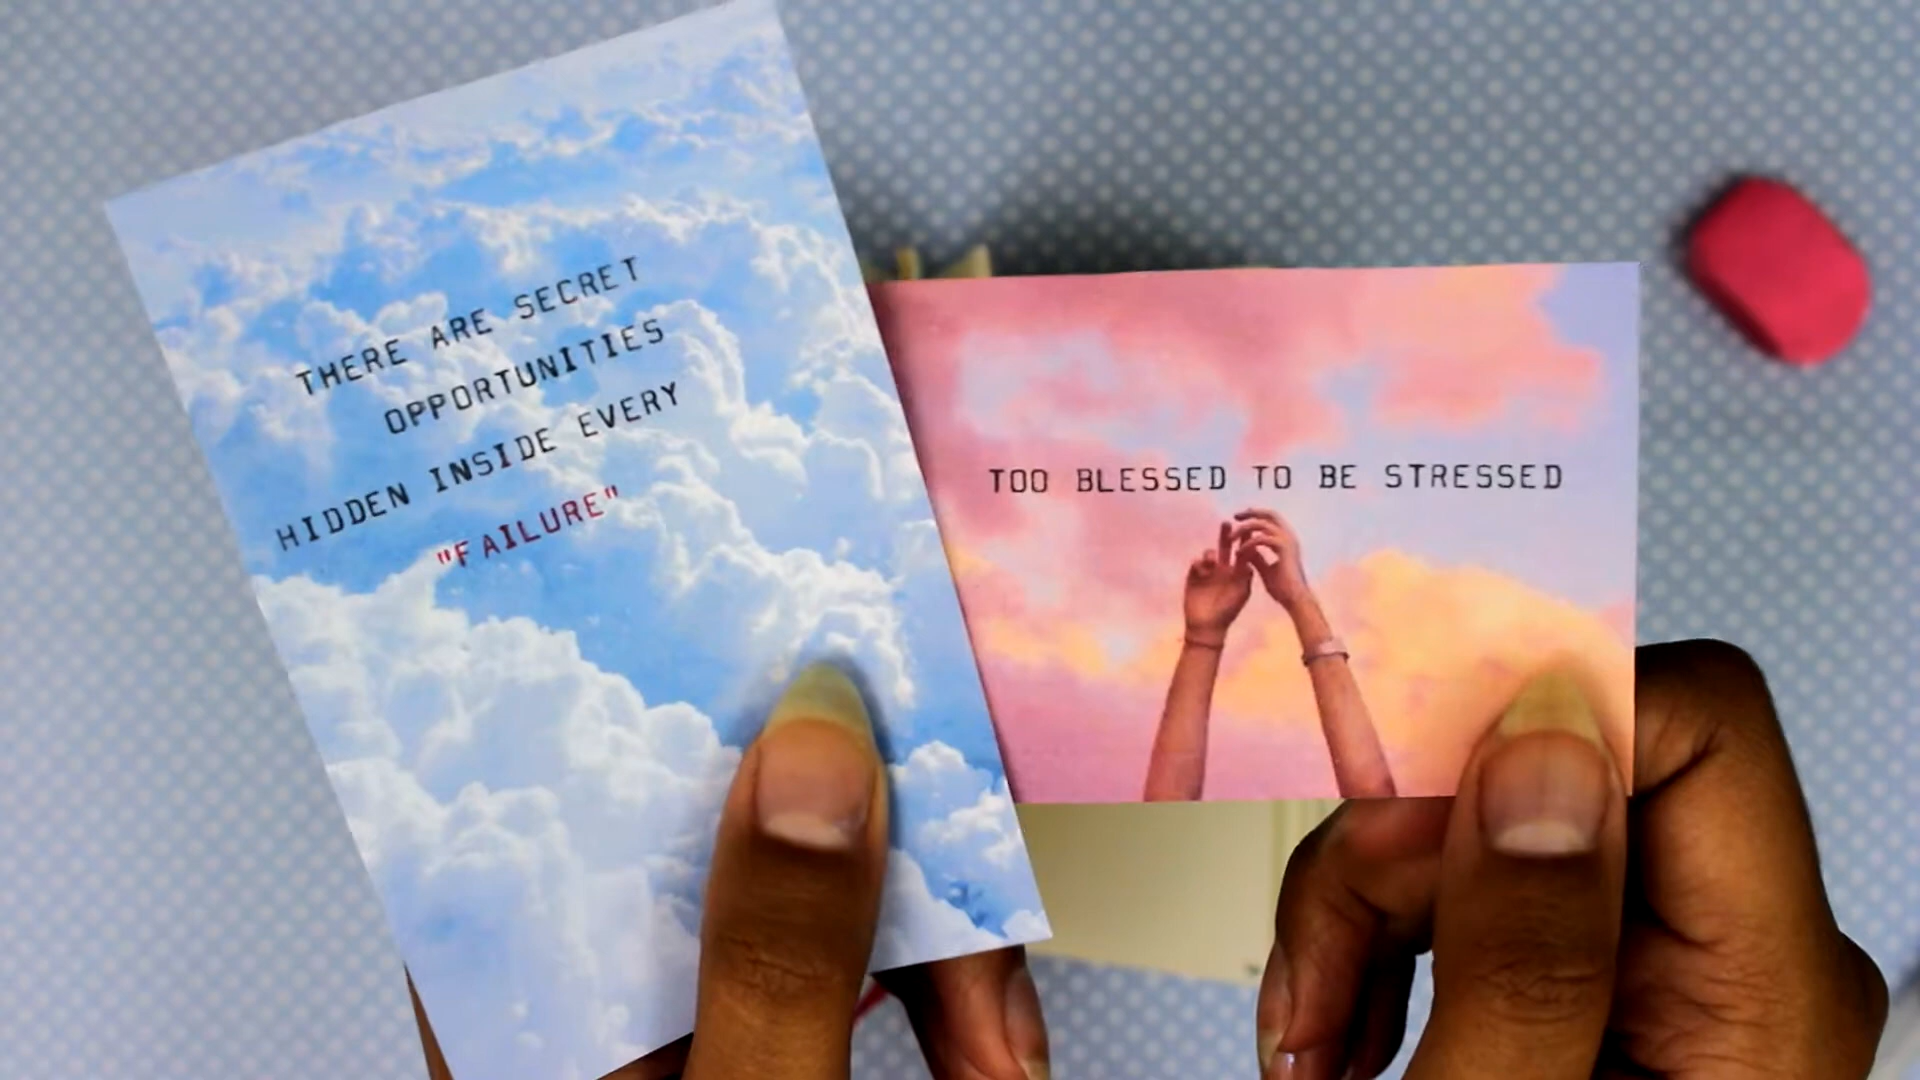 THERE ARE SECRET
OPPORTUNITIES
HIDDEN INSIDE EVERY
"FAILURE"
TOO BLESSED TO BE STRESSED